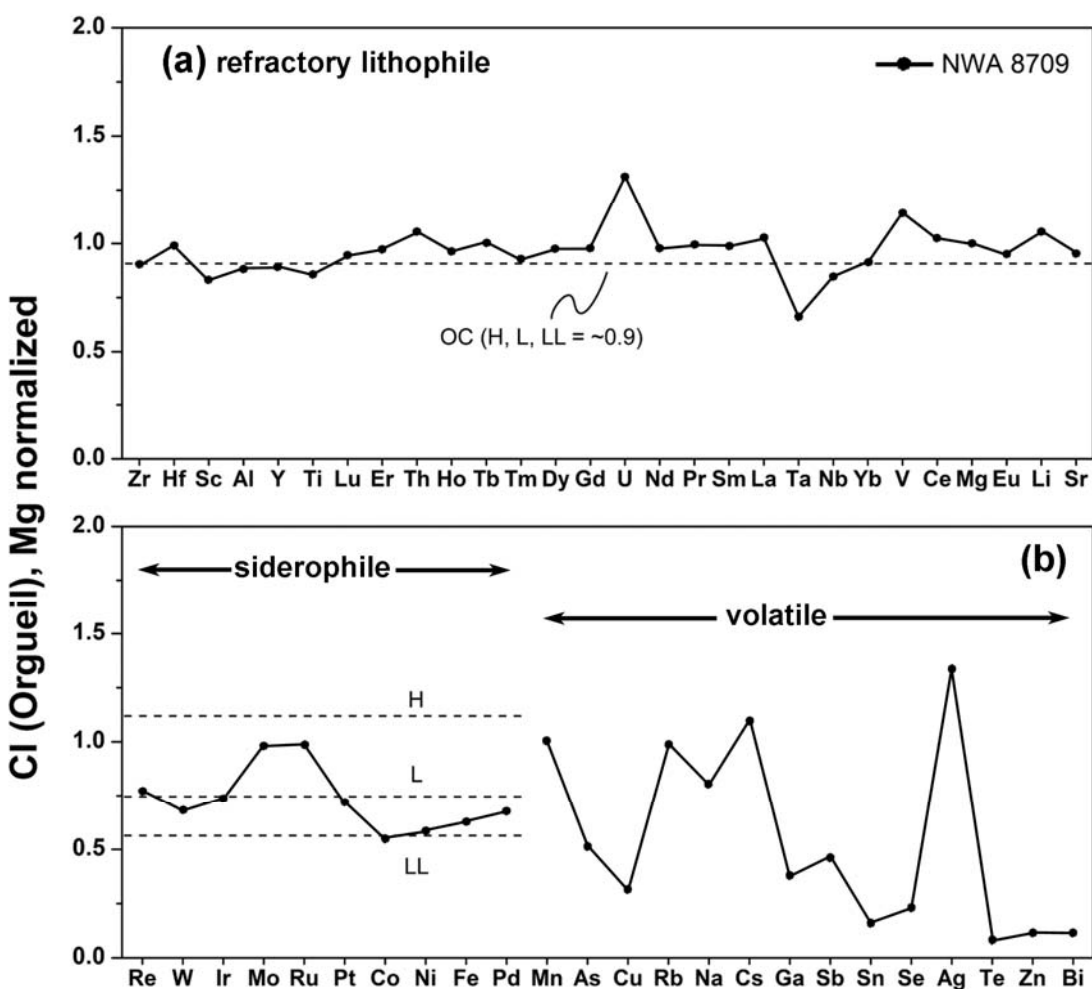 CI (Orgueil), Mg normalized
2.0
(a) refractory lithophile
NWA 8709
1.5
1.0
OC (H, L, LL = ~0.9)
0.5
0.0
Zr Hf Sc Al Y Ti Lu Er Th Ho Tb Tm Dy Gd U Nd Pr Sm La Ta Nb Yb V Ce Mg Eu Li Sr
2.0
(b)
siderophile
volatile
1.5
H
1.0
L
0.5
LL
0.0
Re W Ir Mo Ru Pt Co Ni Fe Pd Mn As Cu Rb Na Cs Ga Sb Sn Se Ag Te Zn Bi